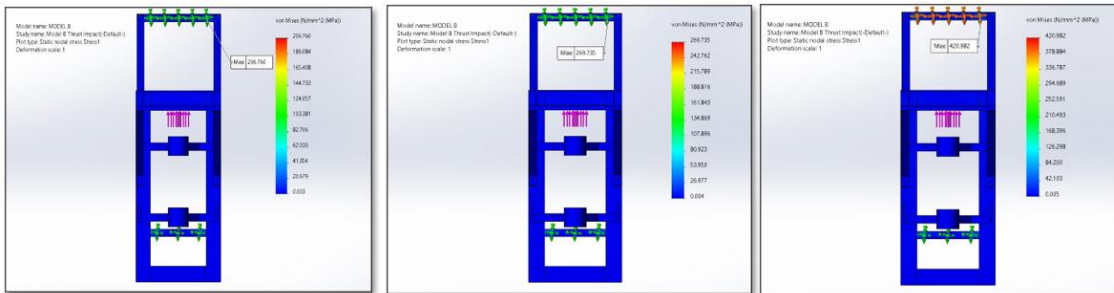 Model name: MODEL B
Study name: Model B Thrust Impact(-Default-)
Plot type: Static nodal stress Stress1
Deformation scale: 1
von Mises (N/mm^2 (MPa))
206.760
186.084
165.408
144.733
124.057
103.381
82.706
62.030
41.354
20.679
0.003
Max: 206.760
Model name: MODEL B
Study name: Model B Thrust Impact(-Default-)
Plot type: Static nodal stress Stress1
Deformation scale: 1
von Mises (N/mm^2 (MPa))
269.735
242.762
215.789
188.816
161.843
134.869
107.896
80.923
53.950
26.977
0.004
Max: 269.735
Model name: MODEL B
Study name: Model B Thrust Impact(-Default-)
Plot type: Static nodal stress Stress1
Deformation scale: 1
von Mises (N/mm^2 (MPa))
420.982
378.884
336.787
294.689
252.591
210.493
168.396
126.298
84.200
42.103
0.005
Max: 420.982